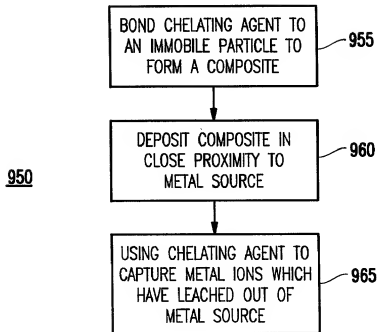 BOND CHELATING AGENT TO
AN IMMOBILE PARTICLE TO
FORM A COMPOSITE
955
DEPOSIT COMPOSITE IN
CLOSE PROXIMITY TO
METAL SOURCE
960
950
USING CHELATING AGENT TO
CAPTURE METAL IONS WHICH
HAVE LEACHED OUT OF
METAL SOURCE
965